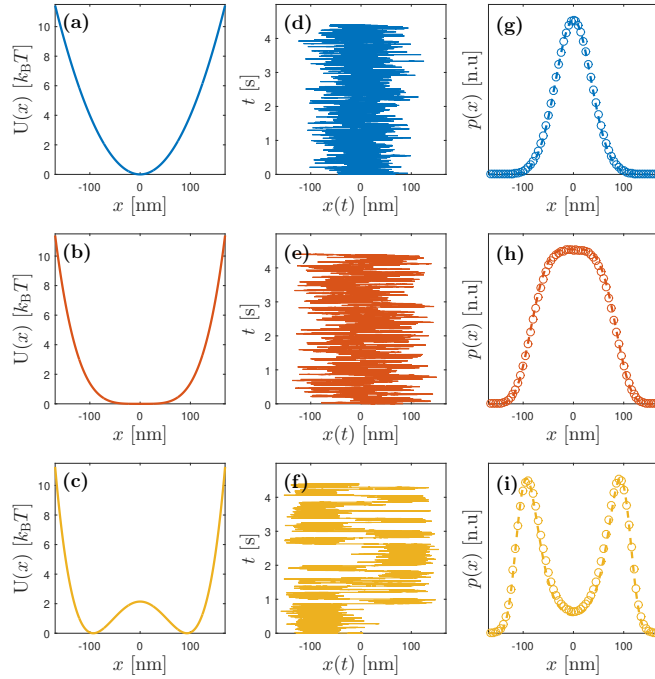 (a)
U(x) [k_BT]
10
8
6
4
2
0
-100 0 100
x [nm]
(d)
t [s]
4
3
2
1
0
-100 0 100
x(t) [nm]
(g)
p(x) [n.u]
-100 0 100
x [nm]
(b)
U(x) [k_BT]
10
8
6
4
2
0
-100 0 100
x [nm]
(e)
t [s]
4
3
2
1
0
-100 0 100
x(t) [nm]
(h)
p(x) [n.u]
-100 0 100
x [nm]
(c)
U(x) [k_BT]
10
8
6
4
2
0
-100 0 100
x [nm]
(f)
t [s]
4
3
2
1
0
-100 0 100
x(t) [nm]
(i)
p(x) [n.u]
-100 0 100
x [nm]